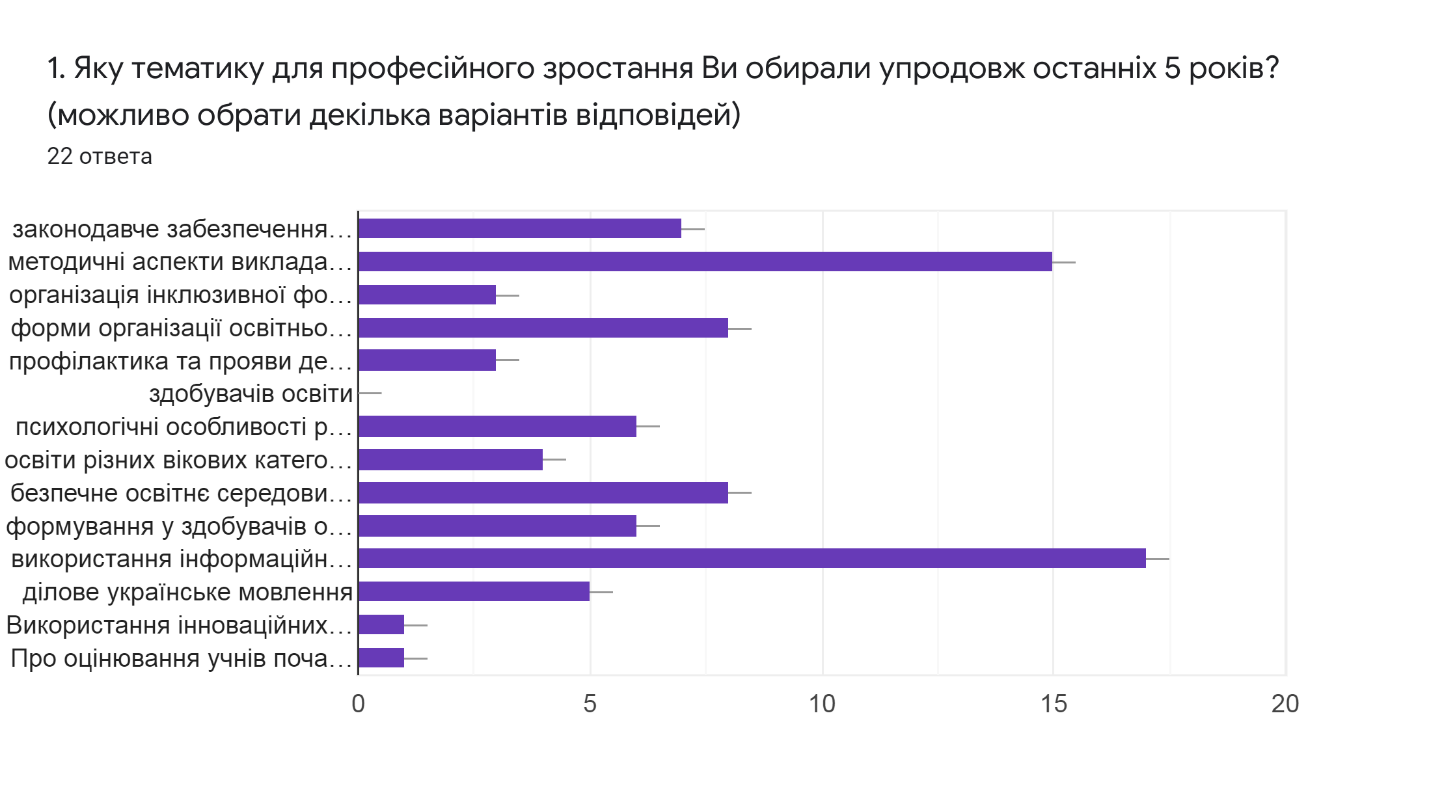 1. Яку тематику для професійного зростання Ви обирали упродовж останніх 5 років?
(можливо обрати декілька варіантів відповідей)
22 ответа
законодавче забезпечення…
методичні аспекти виклада…
організація інклюзивної фо…
форми організації освітньо…
профілактика та прояви де…
здобувачів освіти
психологічні особливості р…
освіти різних вікових катего…
безпечне освітнє середови…
формування у здобувачів о…
використання інформаційн…
ділове українське мовлення
Використання інноваційних…
Про оцінювання учнів поча…
0 5 10 15 20